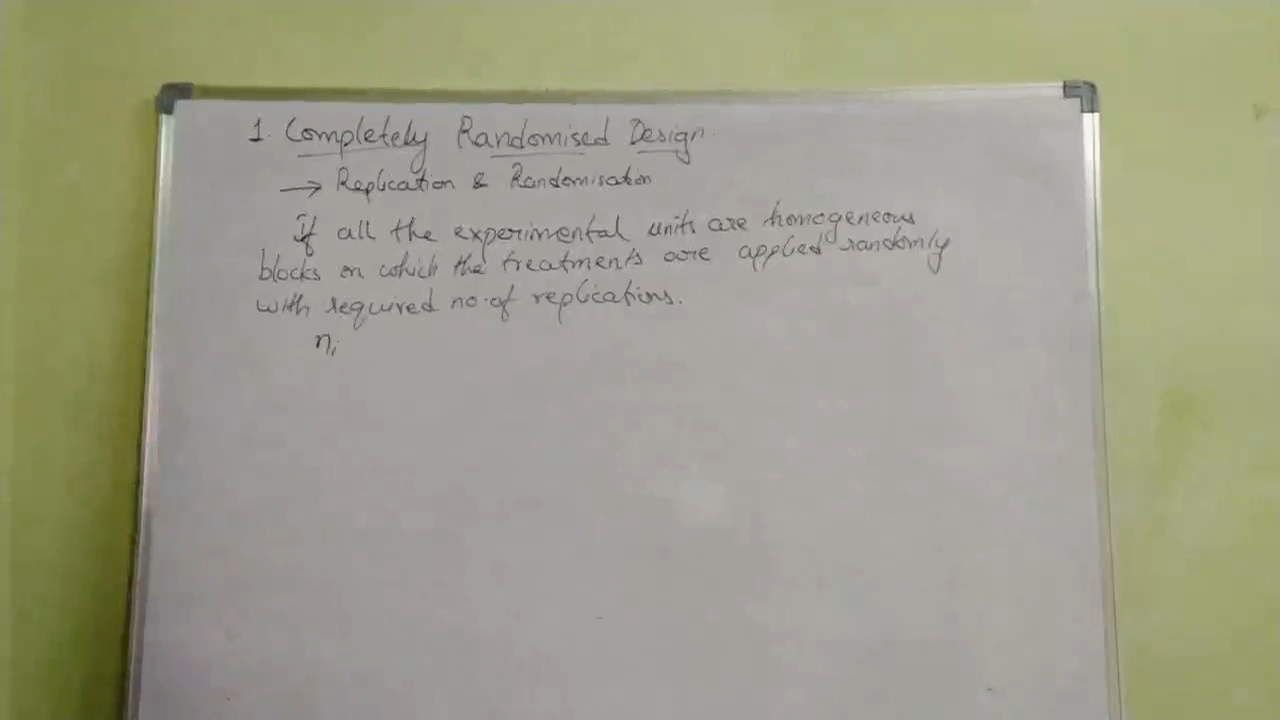 1. Completely Randomised Design.
→ Replication & Randomisation
If all the experimental units are homogeneous
blocks on which the treatments are applied randomly
with required no. of replications.
n,